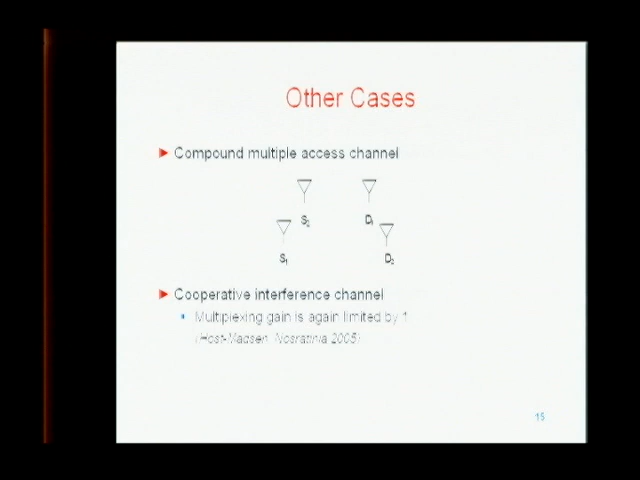 Other Cases
Compound multiple access channel
S2 D1
S1 D2
Cooperative interference channel
Multiplexing gain is again limited by 1
(Host-Madsen, Nosratinia 2005)
15